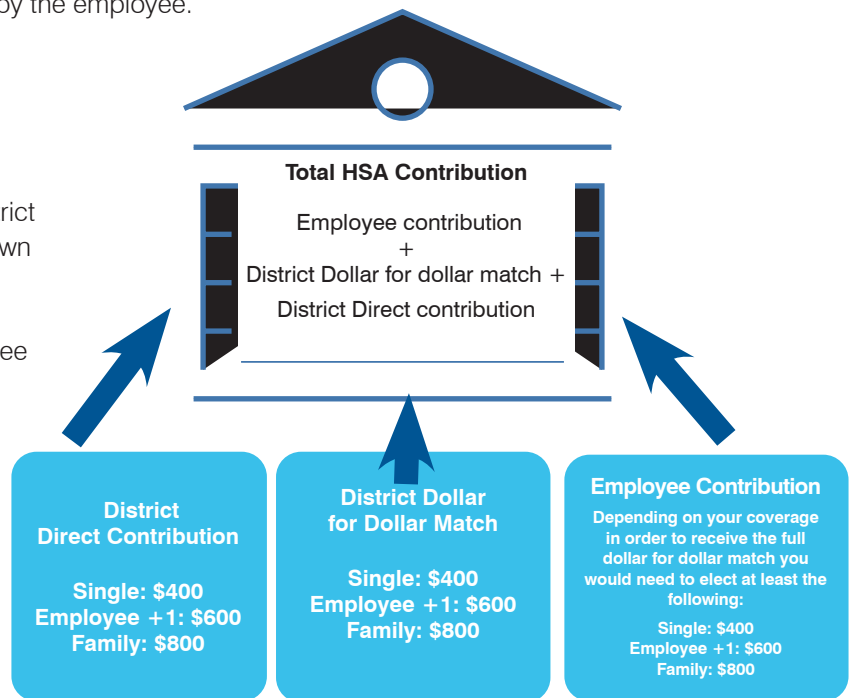 by the employee.
Total HSA Contribution
Employee contribution
+
District Dollar for dollar match +
District Direct contribution
District
Direct Contribution
Single: $400
Employee +1: $600
Family: $800
District Dollar
for Dollar Match
Single: $400
Employee +1: $600
Family: $800
Employee Contribution
Depending on your coverage
in order to receive the full
dollar for dollar match you
would need to elect at least the
following:
Single: $400
Employee +1: $600
Family: $800